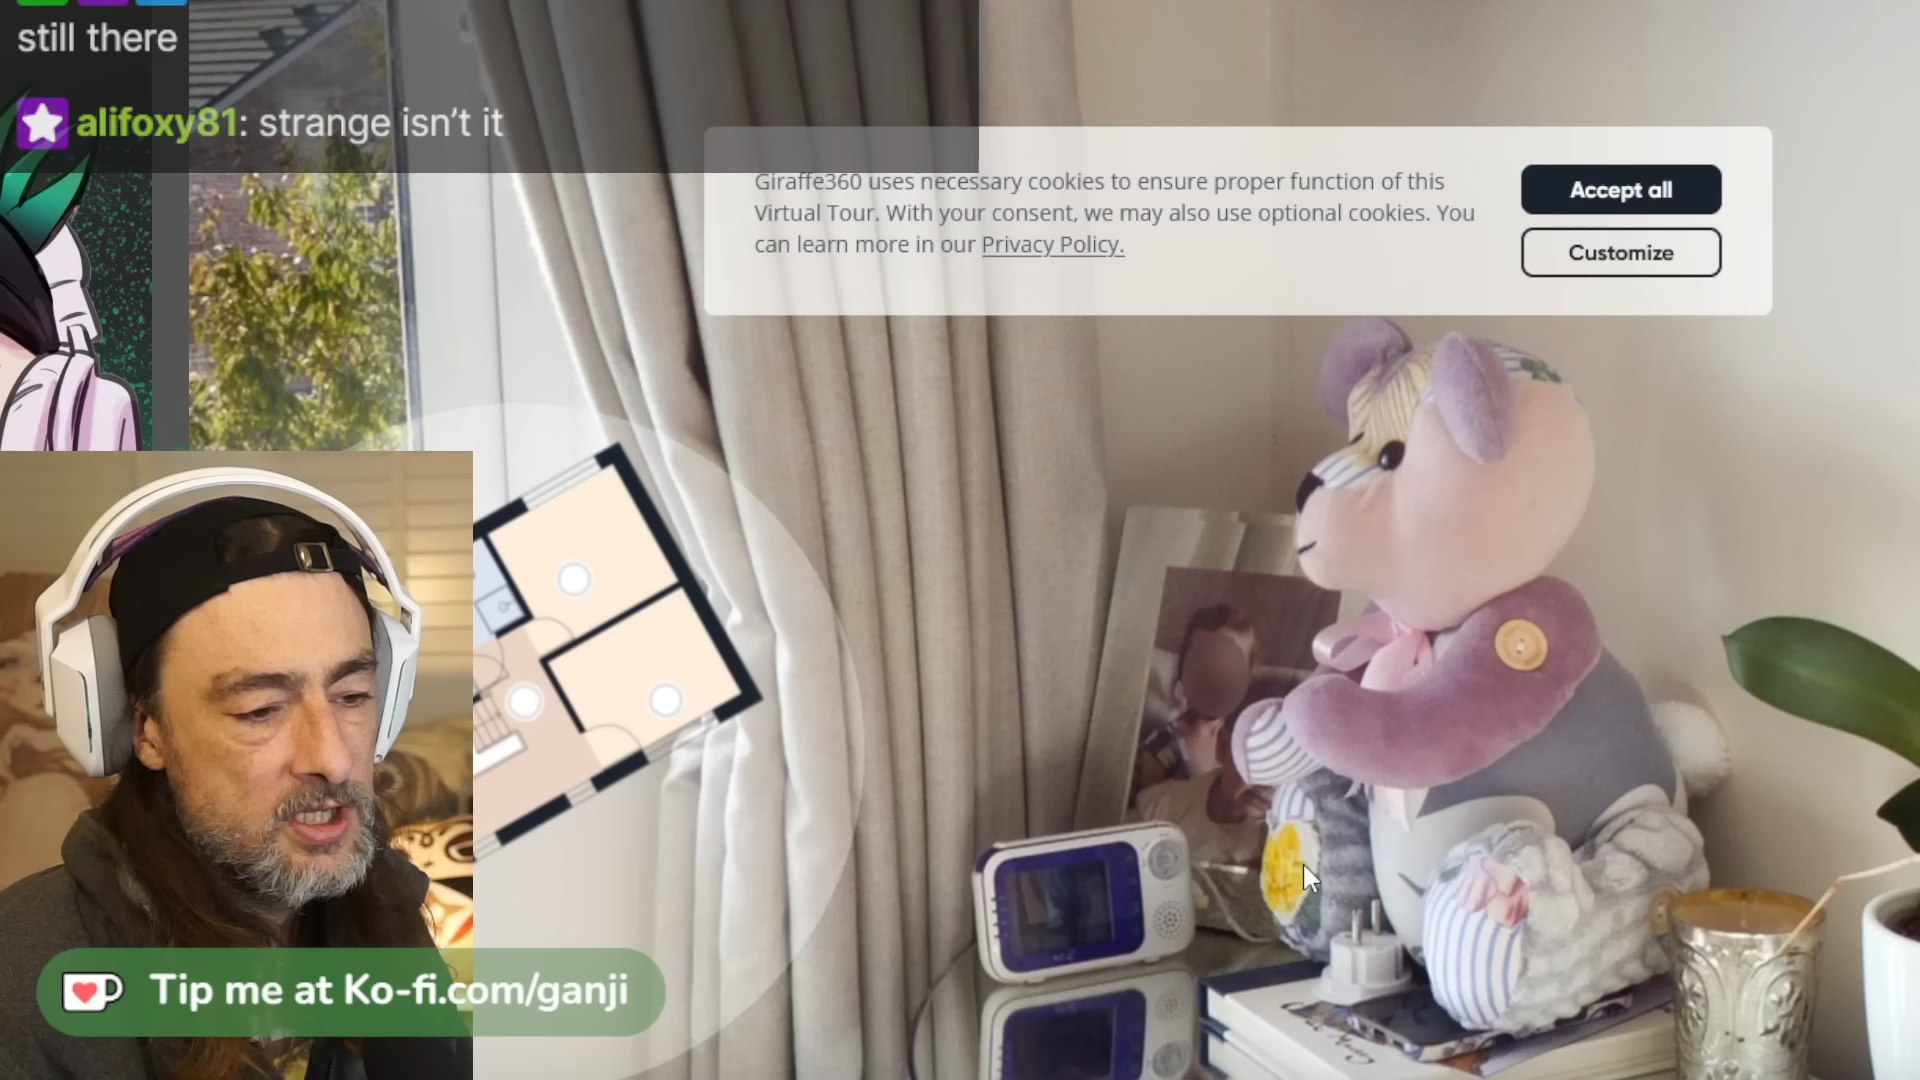 still there
alifoxy81: strange isn't it
Giraffe360 uses necessary cookies to ensure proper function of this
Virtual Tour. With your consent, we may also use optional cookies. You
can learn more in our Privacy Policy.
Accept all
Customize
Tip me at Ko-fi.com/ganji